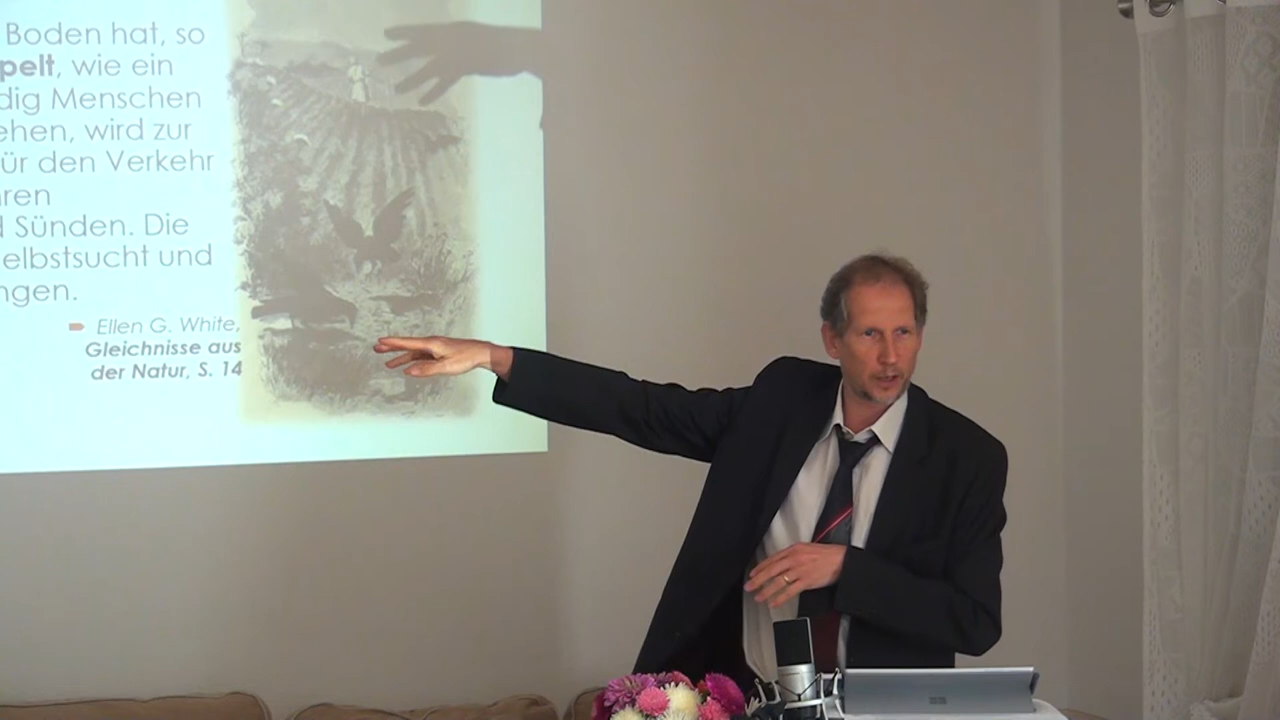 Boden hat, so
pelt, wie ein
dig Menschen
ehen, wird zur
ür den Verkehr
ren
d Sünden. Die
elbstsucht und
ngen.
Ellen G. White,
Gleichnisse aus
der Natur, S. 14